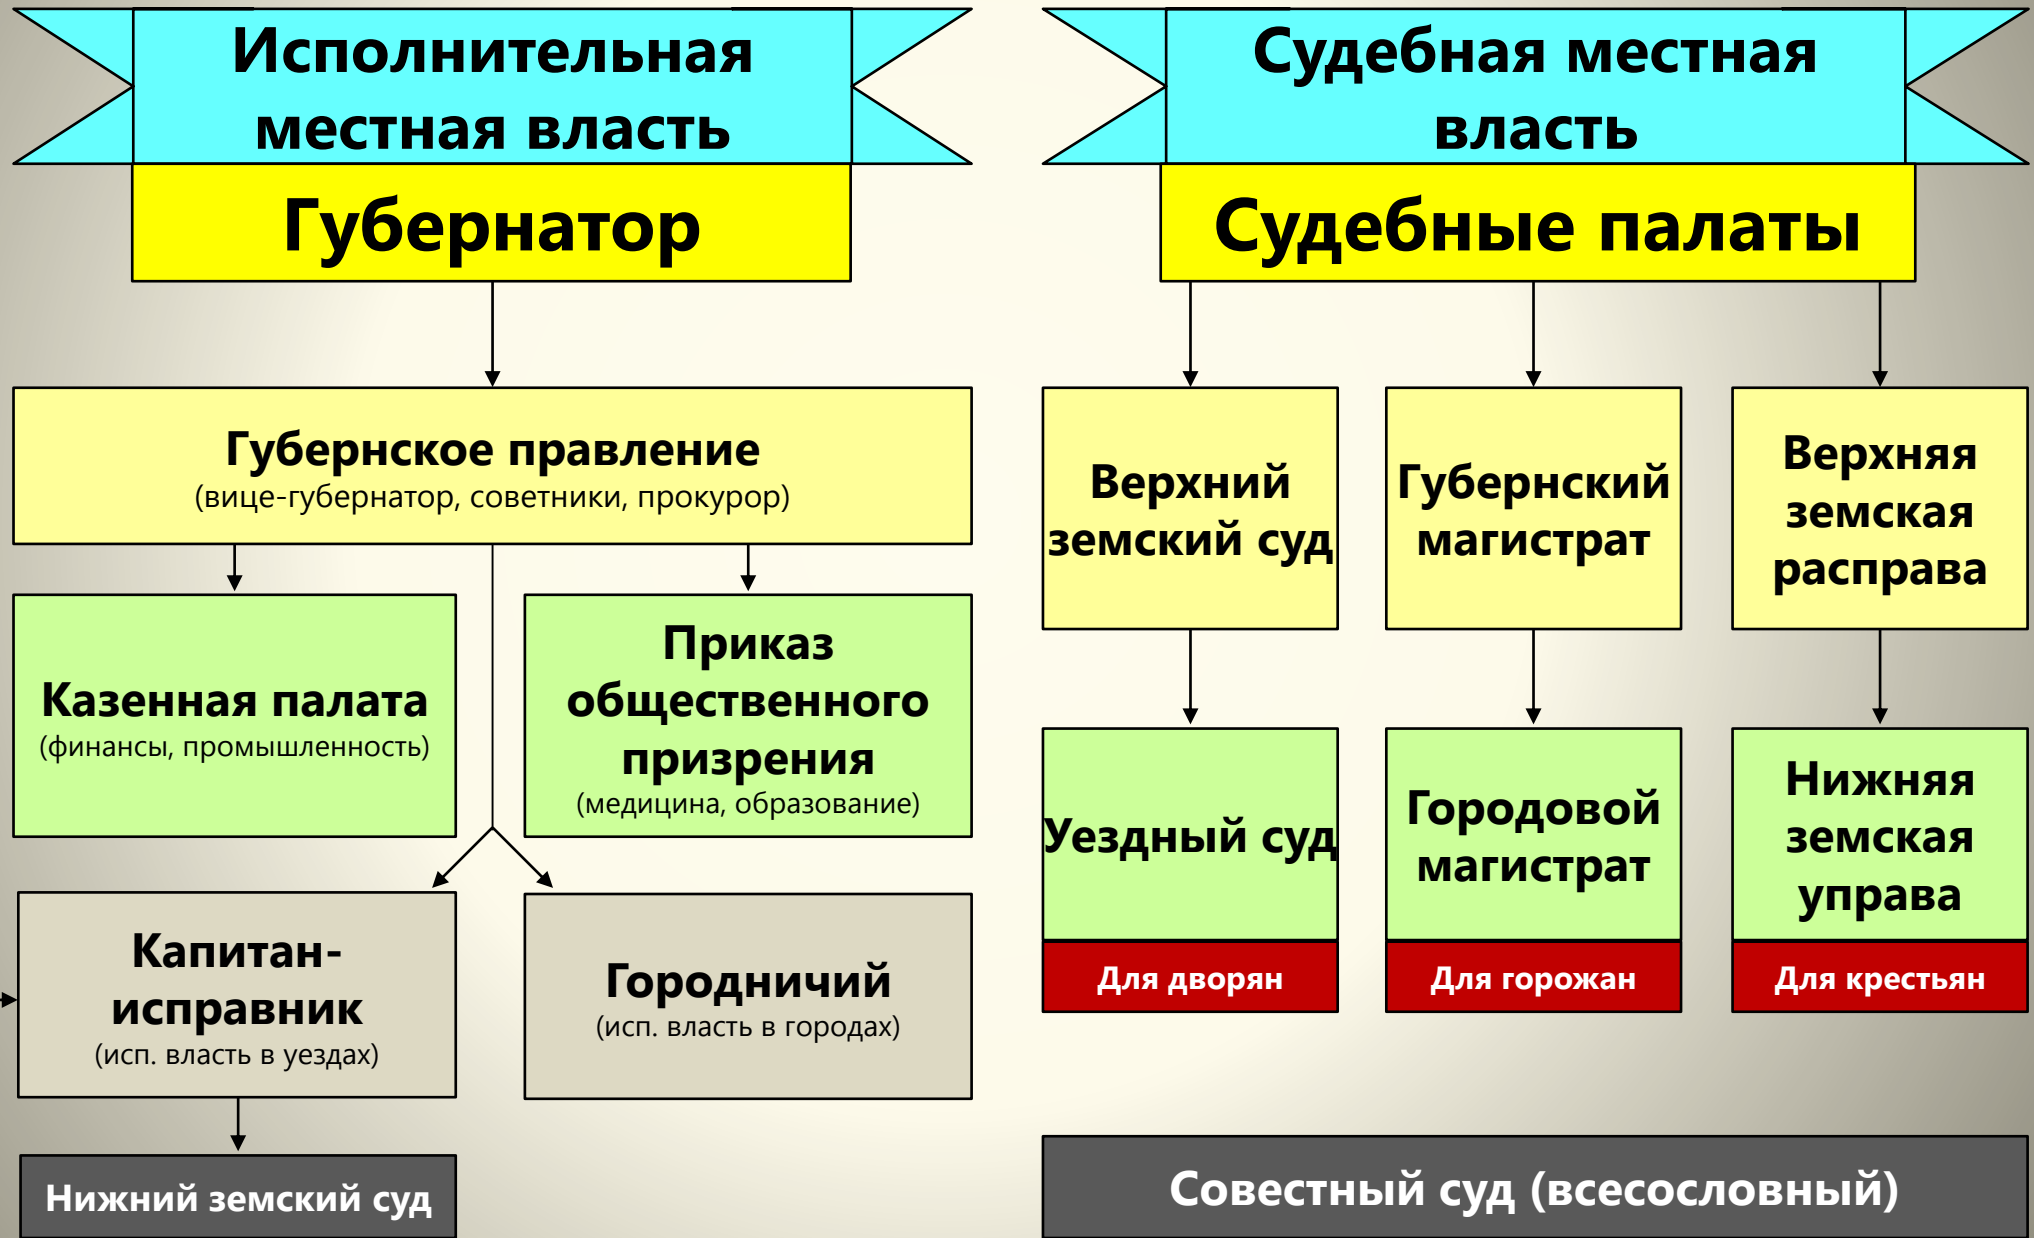 Исполнительная
местная власть
Губернатор
Губернское правление
(вице-губернатор, советники, прокурор)
Казенная палата
(финансы, промышленность)
Приказ
общественного
призрения
(медицина, образование)
Капитан-
исправник
(исп. власть в уездах)
Городничий
(исп. власть в городах)
Нижний земский суд
Судебная местная
власть
Судебные палаты
Верхний
земский суд
Губернский
магистрат
Верхняя
земская
расправа
Уездный суд
Городовой
магистрат
Нижняя
земская
управа
Для дворян
Для горожан
Для крестьян
Совестный суд (всесословный)